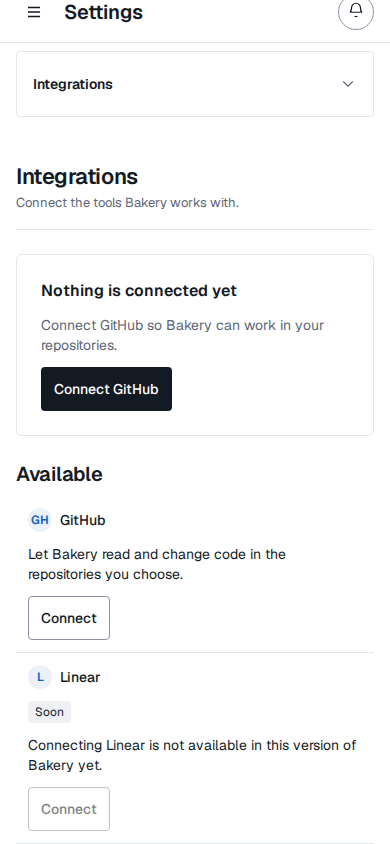 Settings
Integrations
Integrations
Connect the tools Bakery works with.
Nothing is connected yet
Connect GitHub so Bakery can work in your
repositories.
Connect GitHub
Available
GH GitHub
Let Bakery read and change code in the
repositories you choose.
Connect
L Linear
Soon
Connecting Linear is not available in this version of
Bakery yet.
Connect